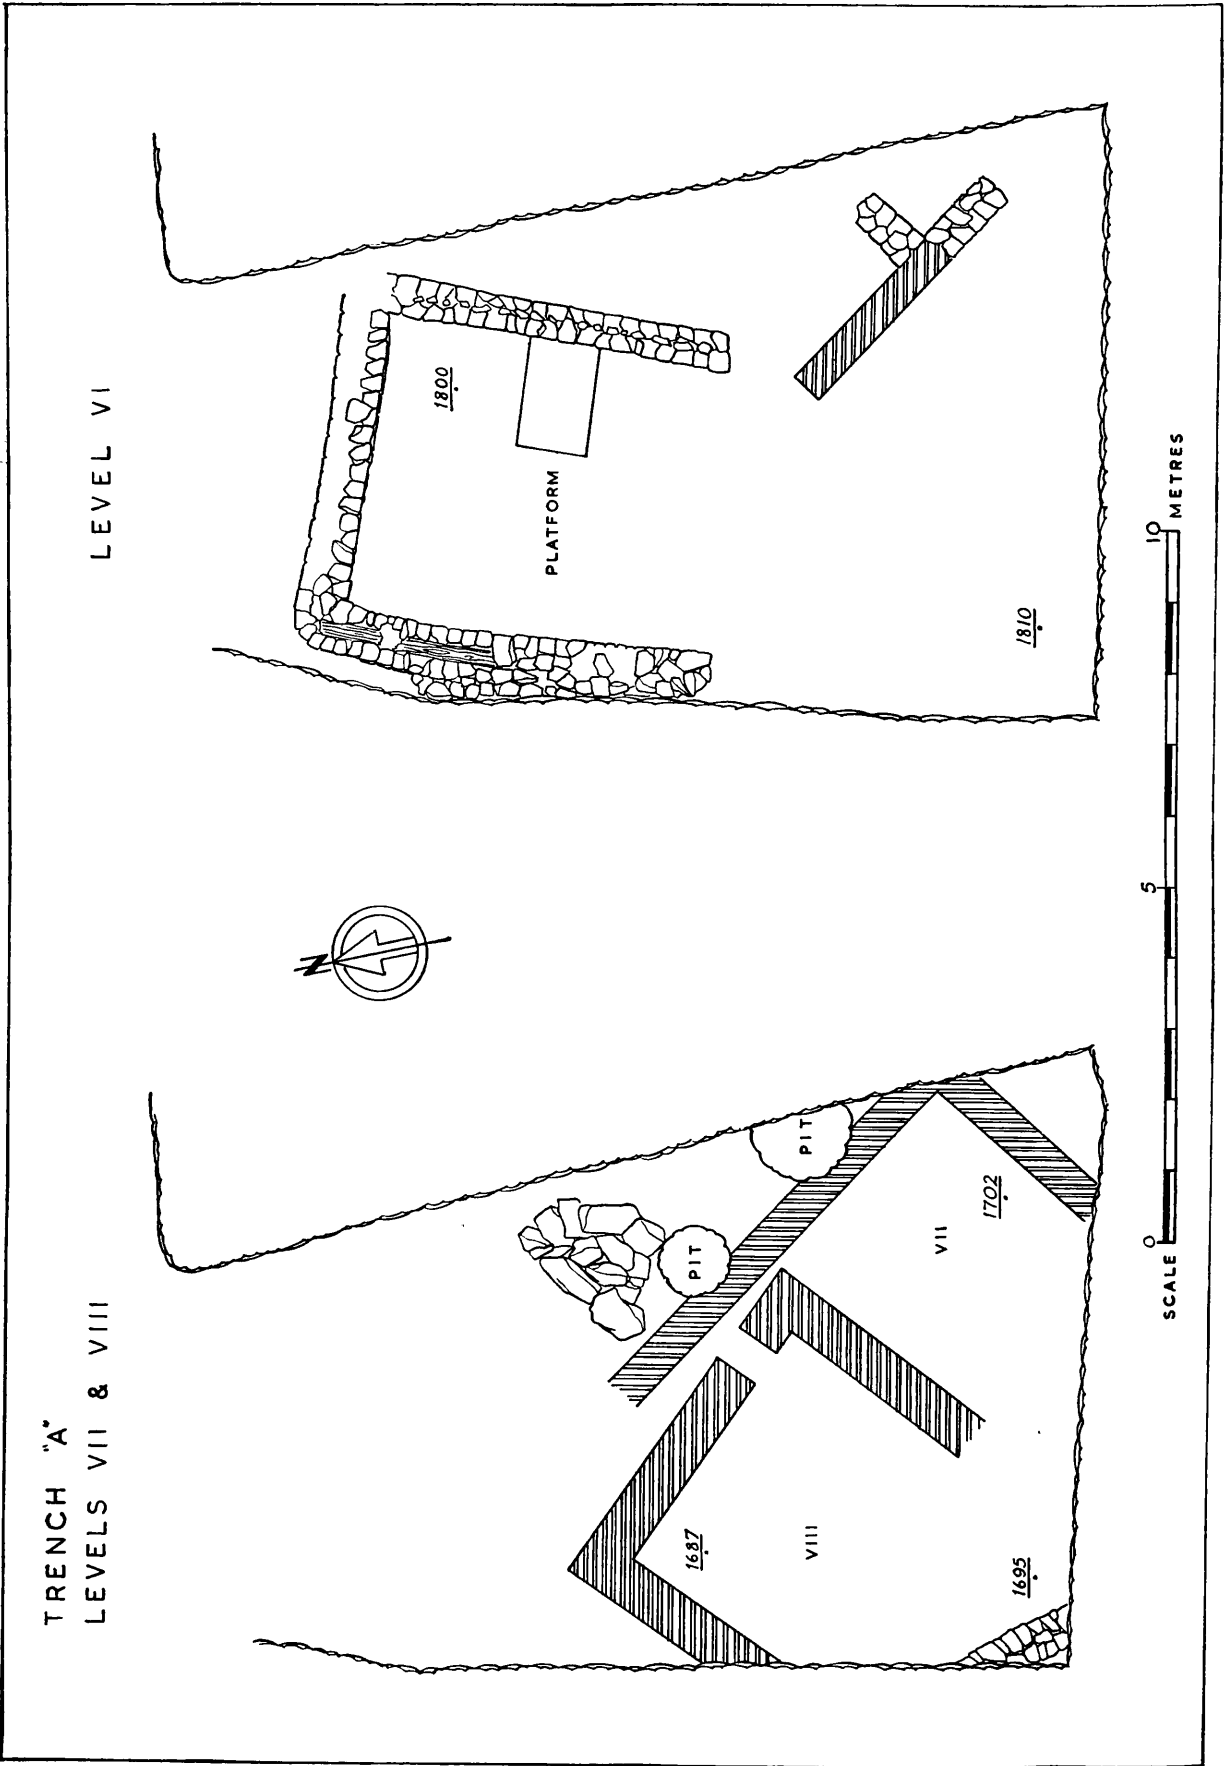 TRENCH "A"
LEVELS VII & VIII
LEVEL VI
N
PIT
PIT
VII
1702
1687
VIII
1695
1800
PLATFORM
1810
SCALE 0 5 10 METRES